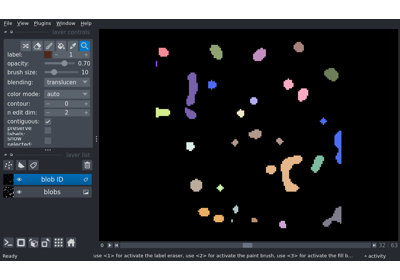 File View Plugins Window Help
layer controls
label: 1
opacity: 0.70
brush size: 10
blending: translucen
color mode: auto
contour: 0
n edit dim: 2
contiguous:
preserve
labels:
show
selected:
layer list
blob ID
blobs
32 63
Ready use <1> for activate the label eraser, use <2> for activate the paint brush, use <3> for activate the fill b... activity